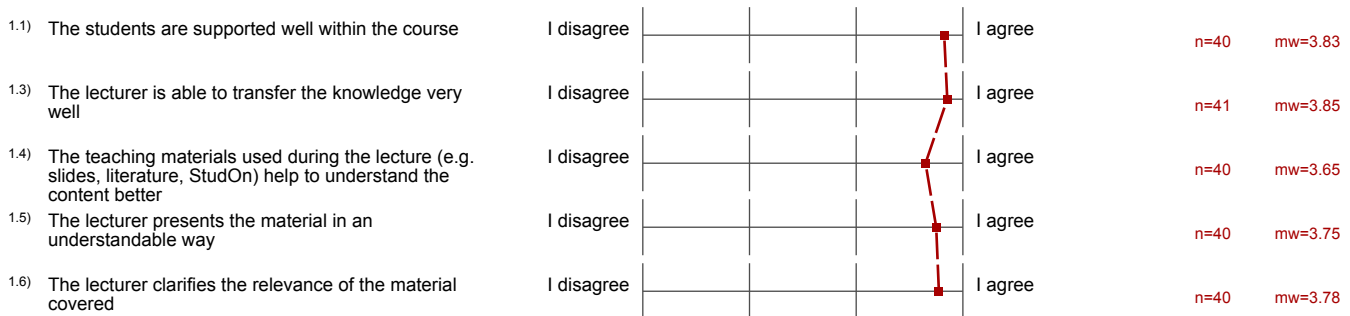 1.1) The students are supported well within the course I disagree I agree n=40 mw=3.83
1.3) The lecturer is able to transfer the knowledge very I disagree I agree n=41 mw=3.85
well
1.4) The teaching materials used during the lecture (e.g. I disagree I agree n=40 mw=3.65
slides, literature, StudOn) help to understand the
content better
1.5) The lecturer presents the material in an I disagree I agree n=40 mw=3.75
understandable way
1.6) The lecturer clarifies the relevance of the material I disagree I agree n=40 mw=3.78
covered